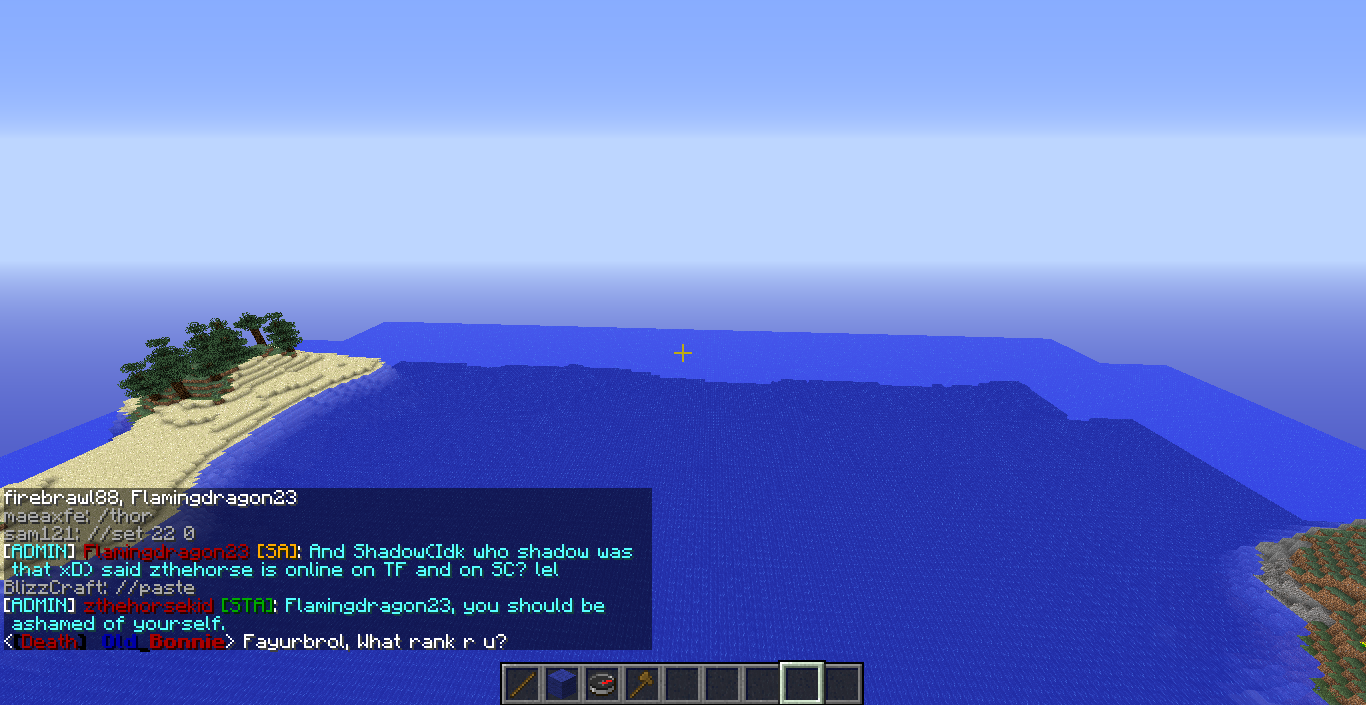 firebrawl88, Flamingdragon23
maeaxfe: /thor
sam121: //set 22 0
[ADMIN] Flamingdragon23 [SA]: And Shadow(Idk who shadow was
that xD) said zthehorse is online on TF and on SC? lel
BlizzCraft: //paste
[ADMIN] zthehorsekid [STA]: Flamingdragon23, you should be
ashamed of yourself.
<[Death] Old_Bonnie> Fayurbrol, What rank r u?